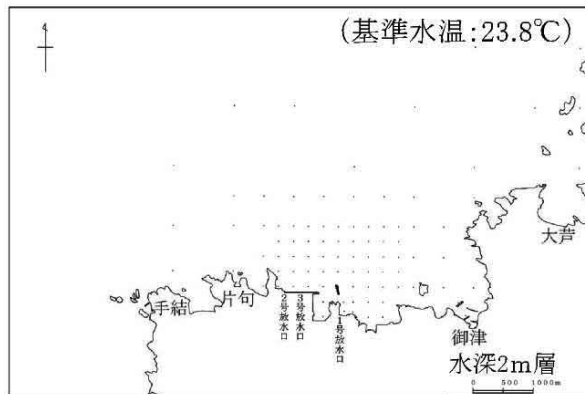 (基準水温:23.8℃)
大芦
手結
片句
2号放水口
3号放水口
1号放水口
御津
水深2m層
0 500 1000m